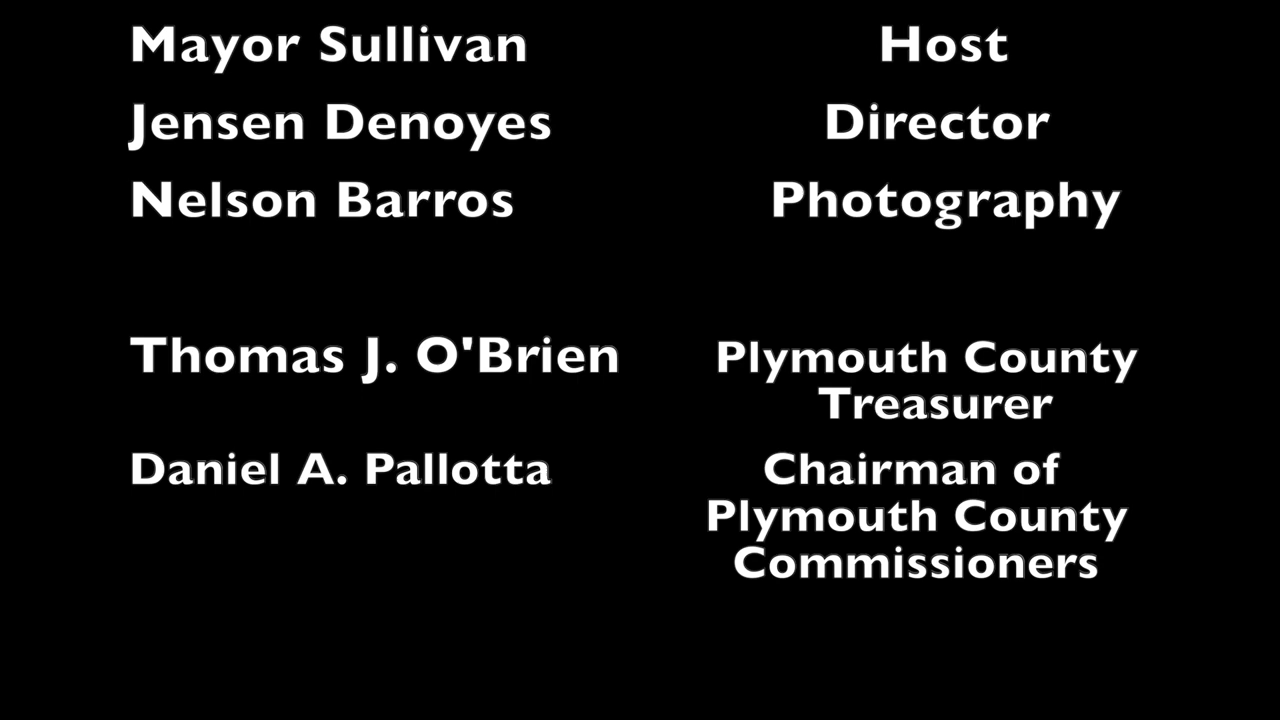 Mayor Sullivan Host
Jensen Denoyes Director
Nelson Barros Photography
Thomas J. O'Brien Plymouth County
Treasurer
Daniel A. Pallotta Chairman of
Plymouth County
Commissioners